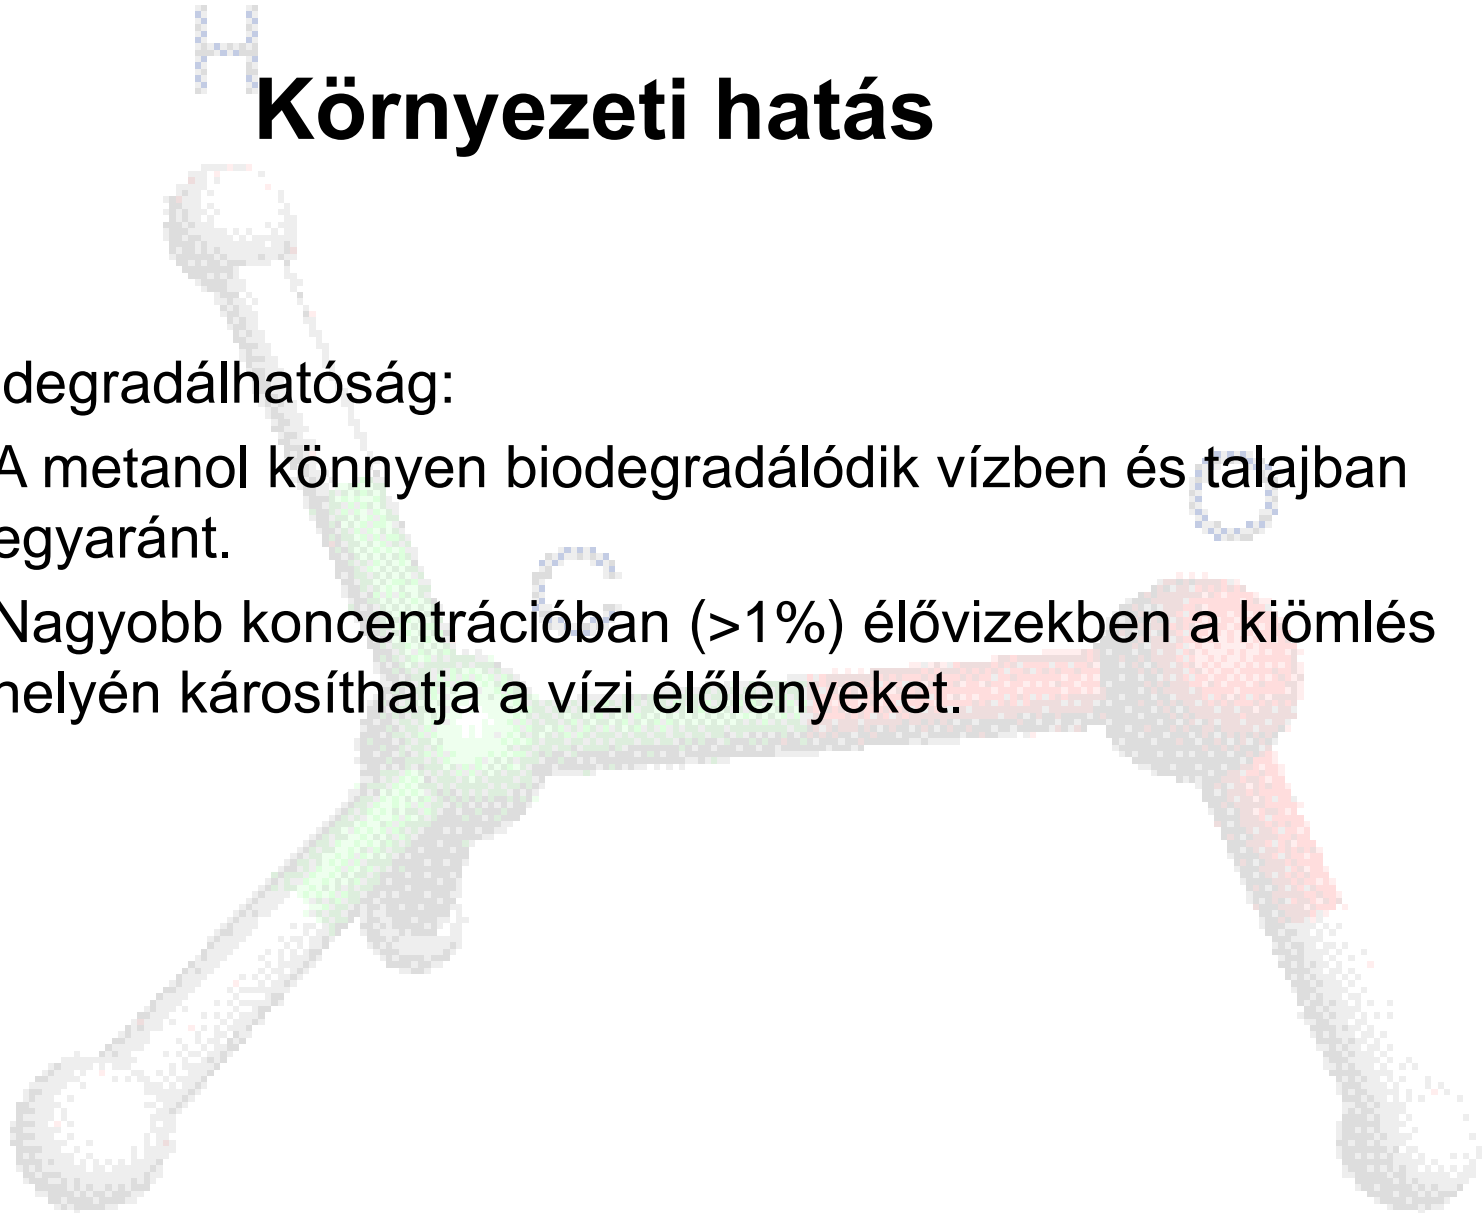 H
Környezeti hatás
degradálhatóság:
A metanol könnyen biodegradálódik vízben és talajban
egyaránt.
O
C
Nagyobb koncentrációban (>1%) élővizekben a kiömlés
helyén károsíthatja a vízi élőlényeket.